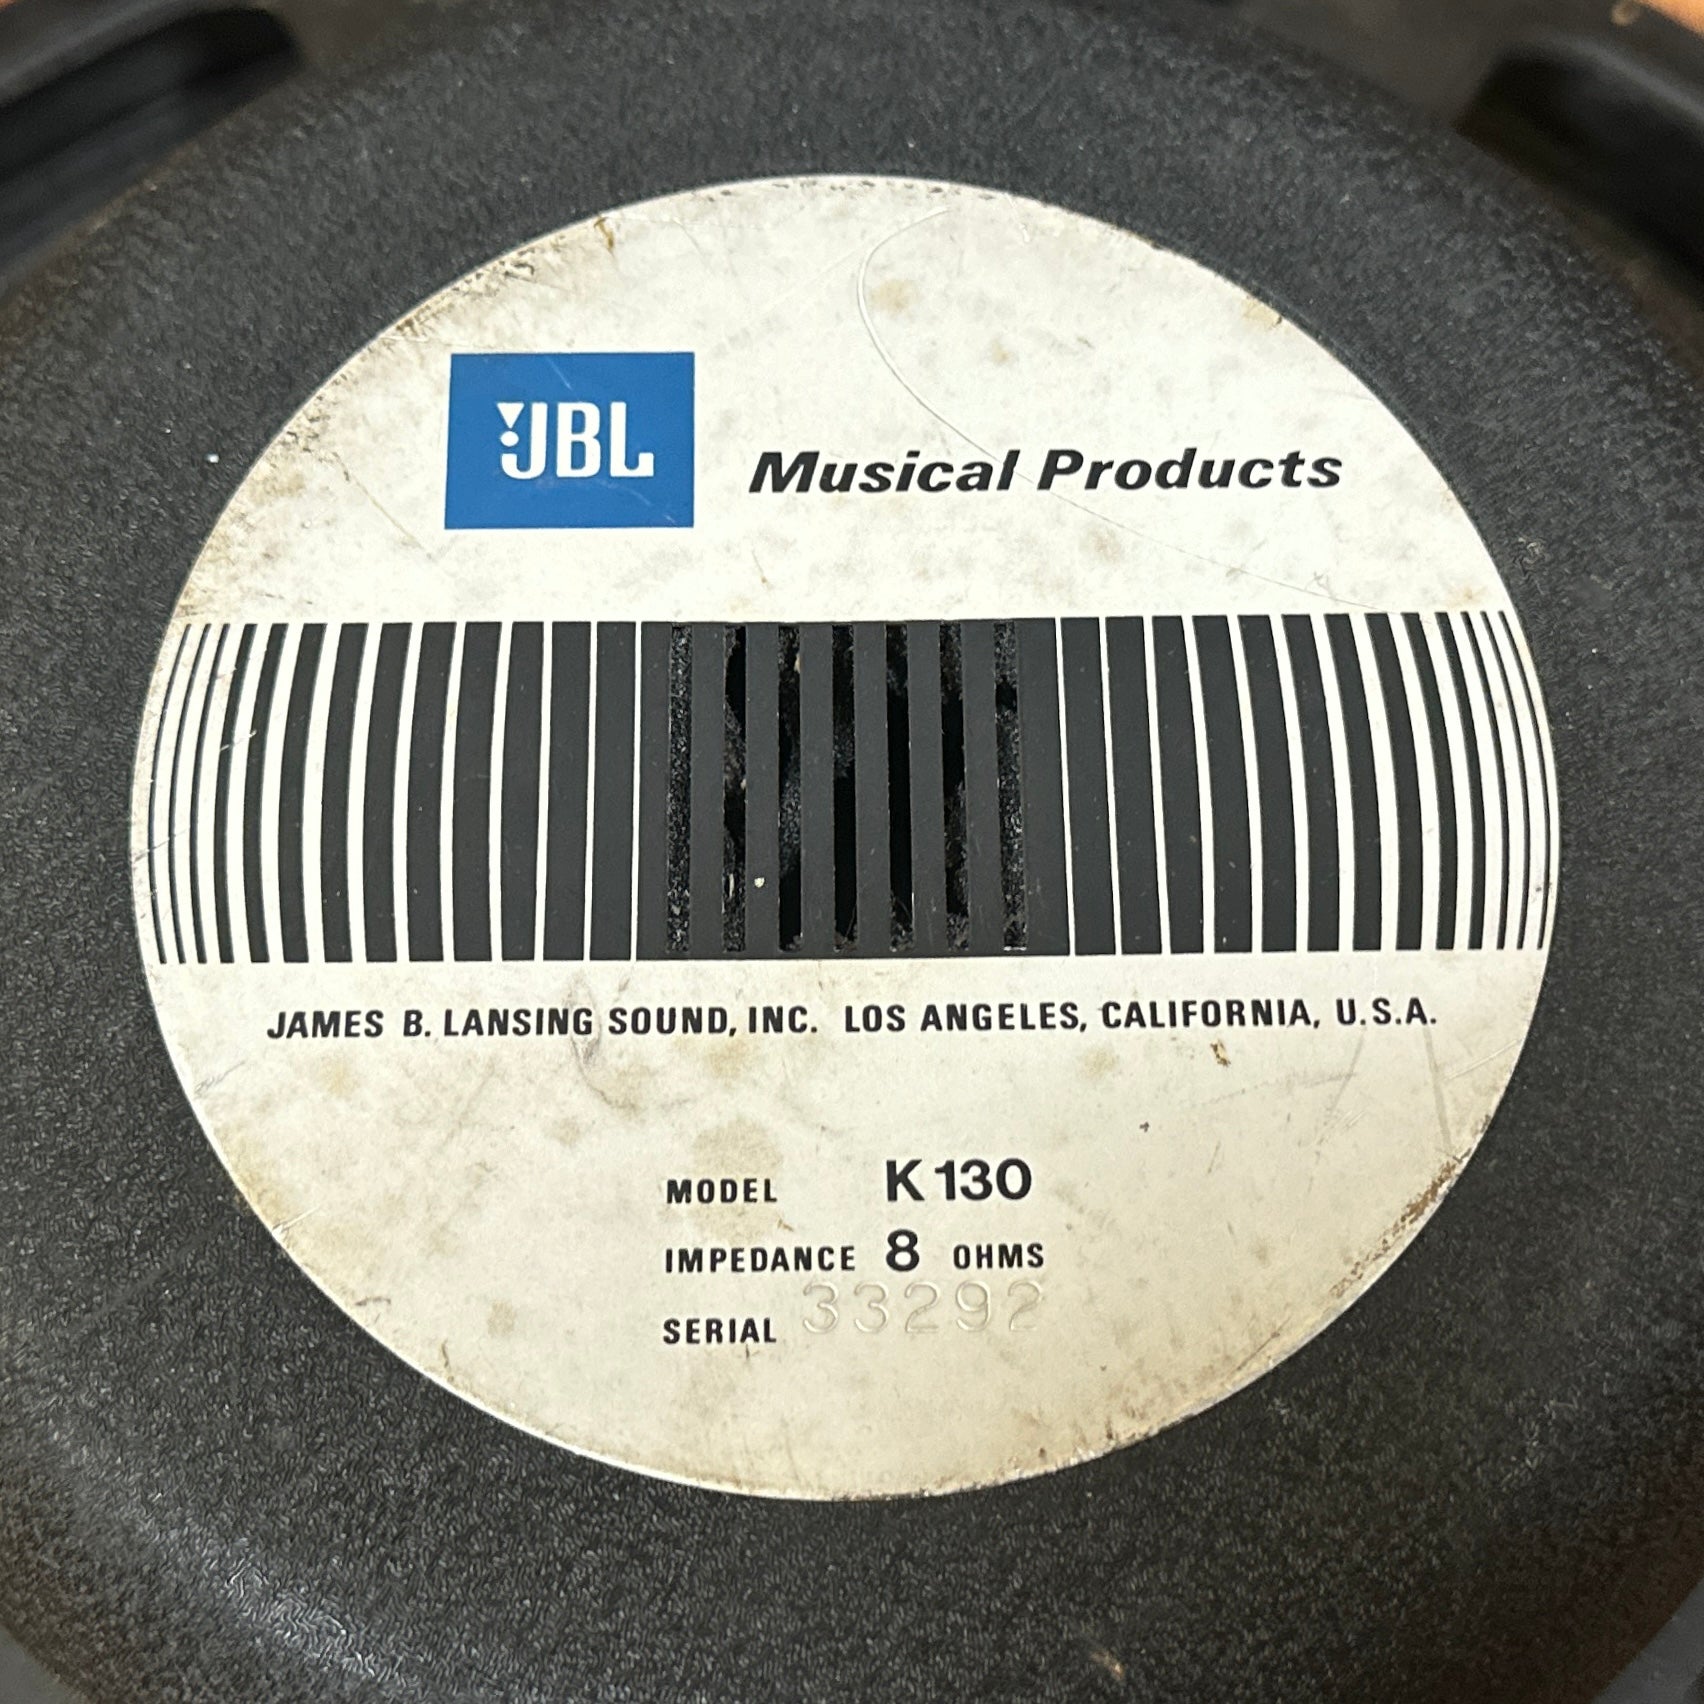 JBL Musical Products
JAMES B. LANSING SOUND, INC. LOS ANGELES, CALIFORNIA, U.S.A.
MODEL K130
IMPEDANCE 8 OHMS
SERIAL 33292